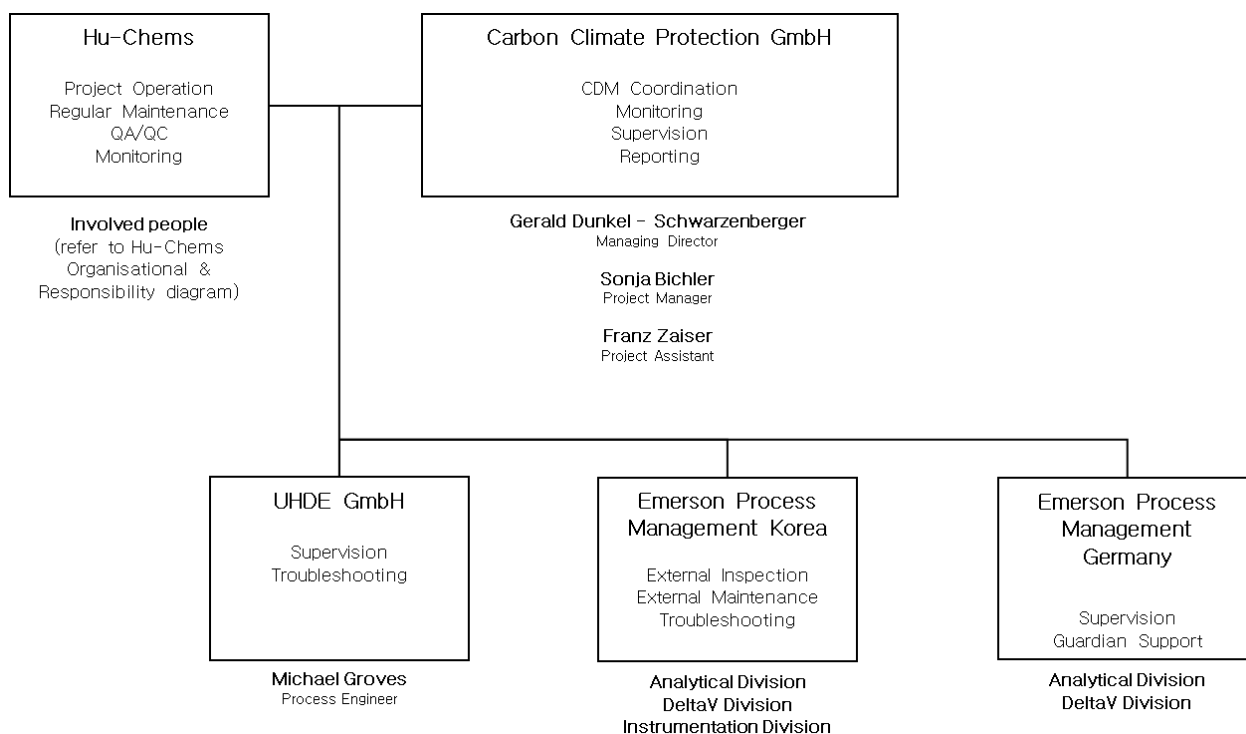 Hu-Chems
Project Operation
Regular Maintenance
QA/QC
Monitoring
Involved people
(refer to Hu-Chems
Organisational &
Responsibility diagram)
Carbon Climate Protection GmbH
CDM Coordination
Monitoring
Supervision
Reporting
Gerald Dunkel - Schwarzenberger
Managing Director
Sonja Bichler
Project Manager
Franz Zaiser
Project Assistant
UHDE GmbH
Supervision
Troubleshooting
Michael Groves
Process Engineer
Emerson Process
Management Korea
External Inspection
External Maintenance
Troubleshooting
Analytical Division
DeltaV Division
Instrumentation Division
Emerson Process
Management
Germany
Supervision
Guardian Support
Analytical Division
DeltaV Division